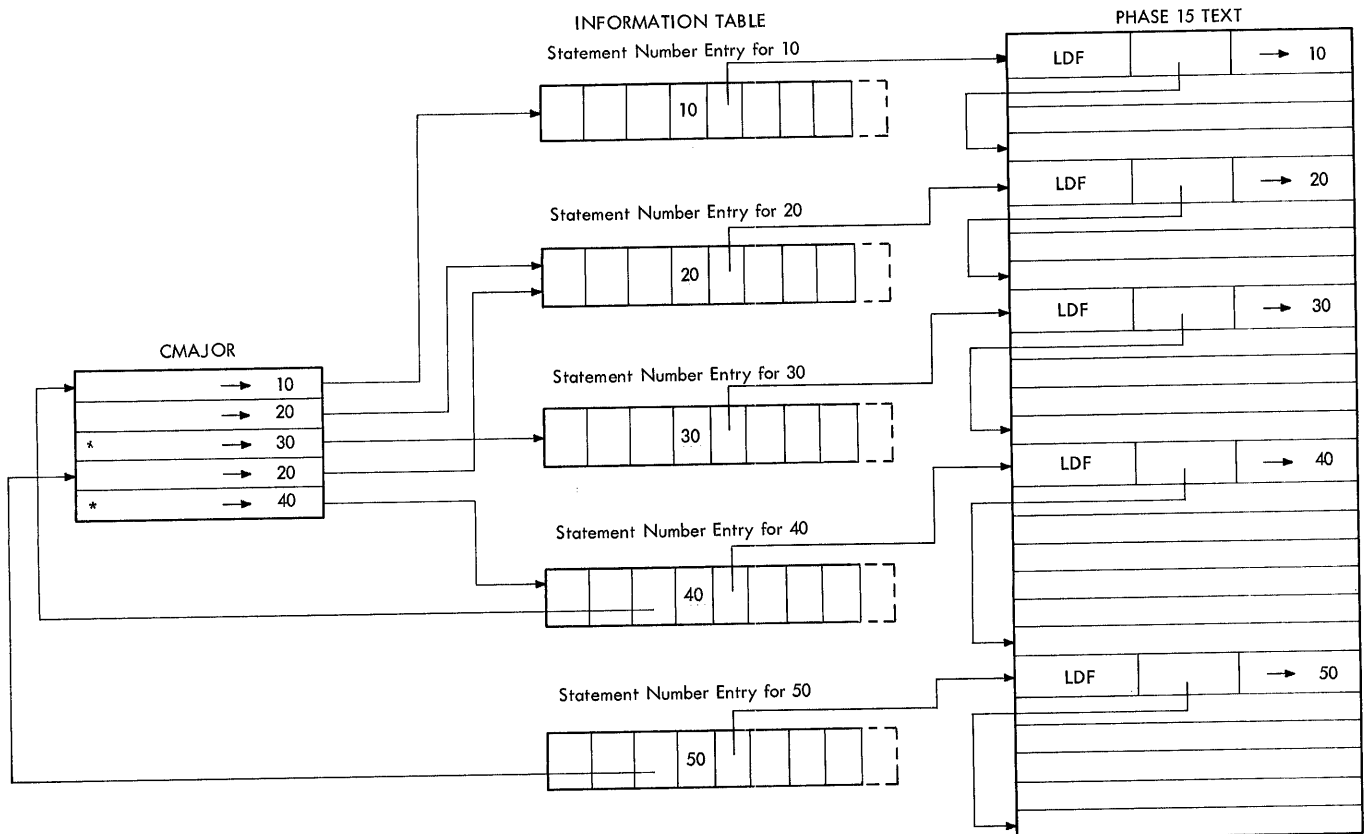 INFORMATION TABLE
PHASE 15 TEXT
Statement Number Entry for 10
10
LDF → 10
Statement Number Entry for 20
20
LDF → 20
Statement Number Entry for 30
30
LDF → 30
CMAJOR
→ 10
→ 20
* → 30
→ 20
* → 40
Statement Number Entry for 40
40
LDF → 40
Statement Number Entry for 50
50
LDF → 50